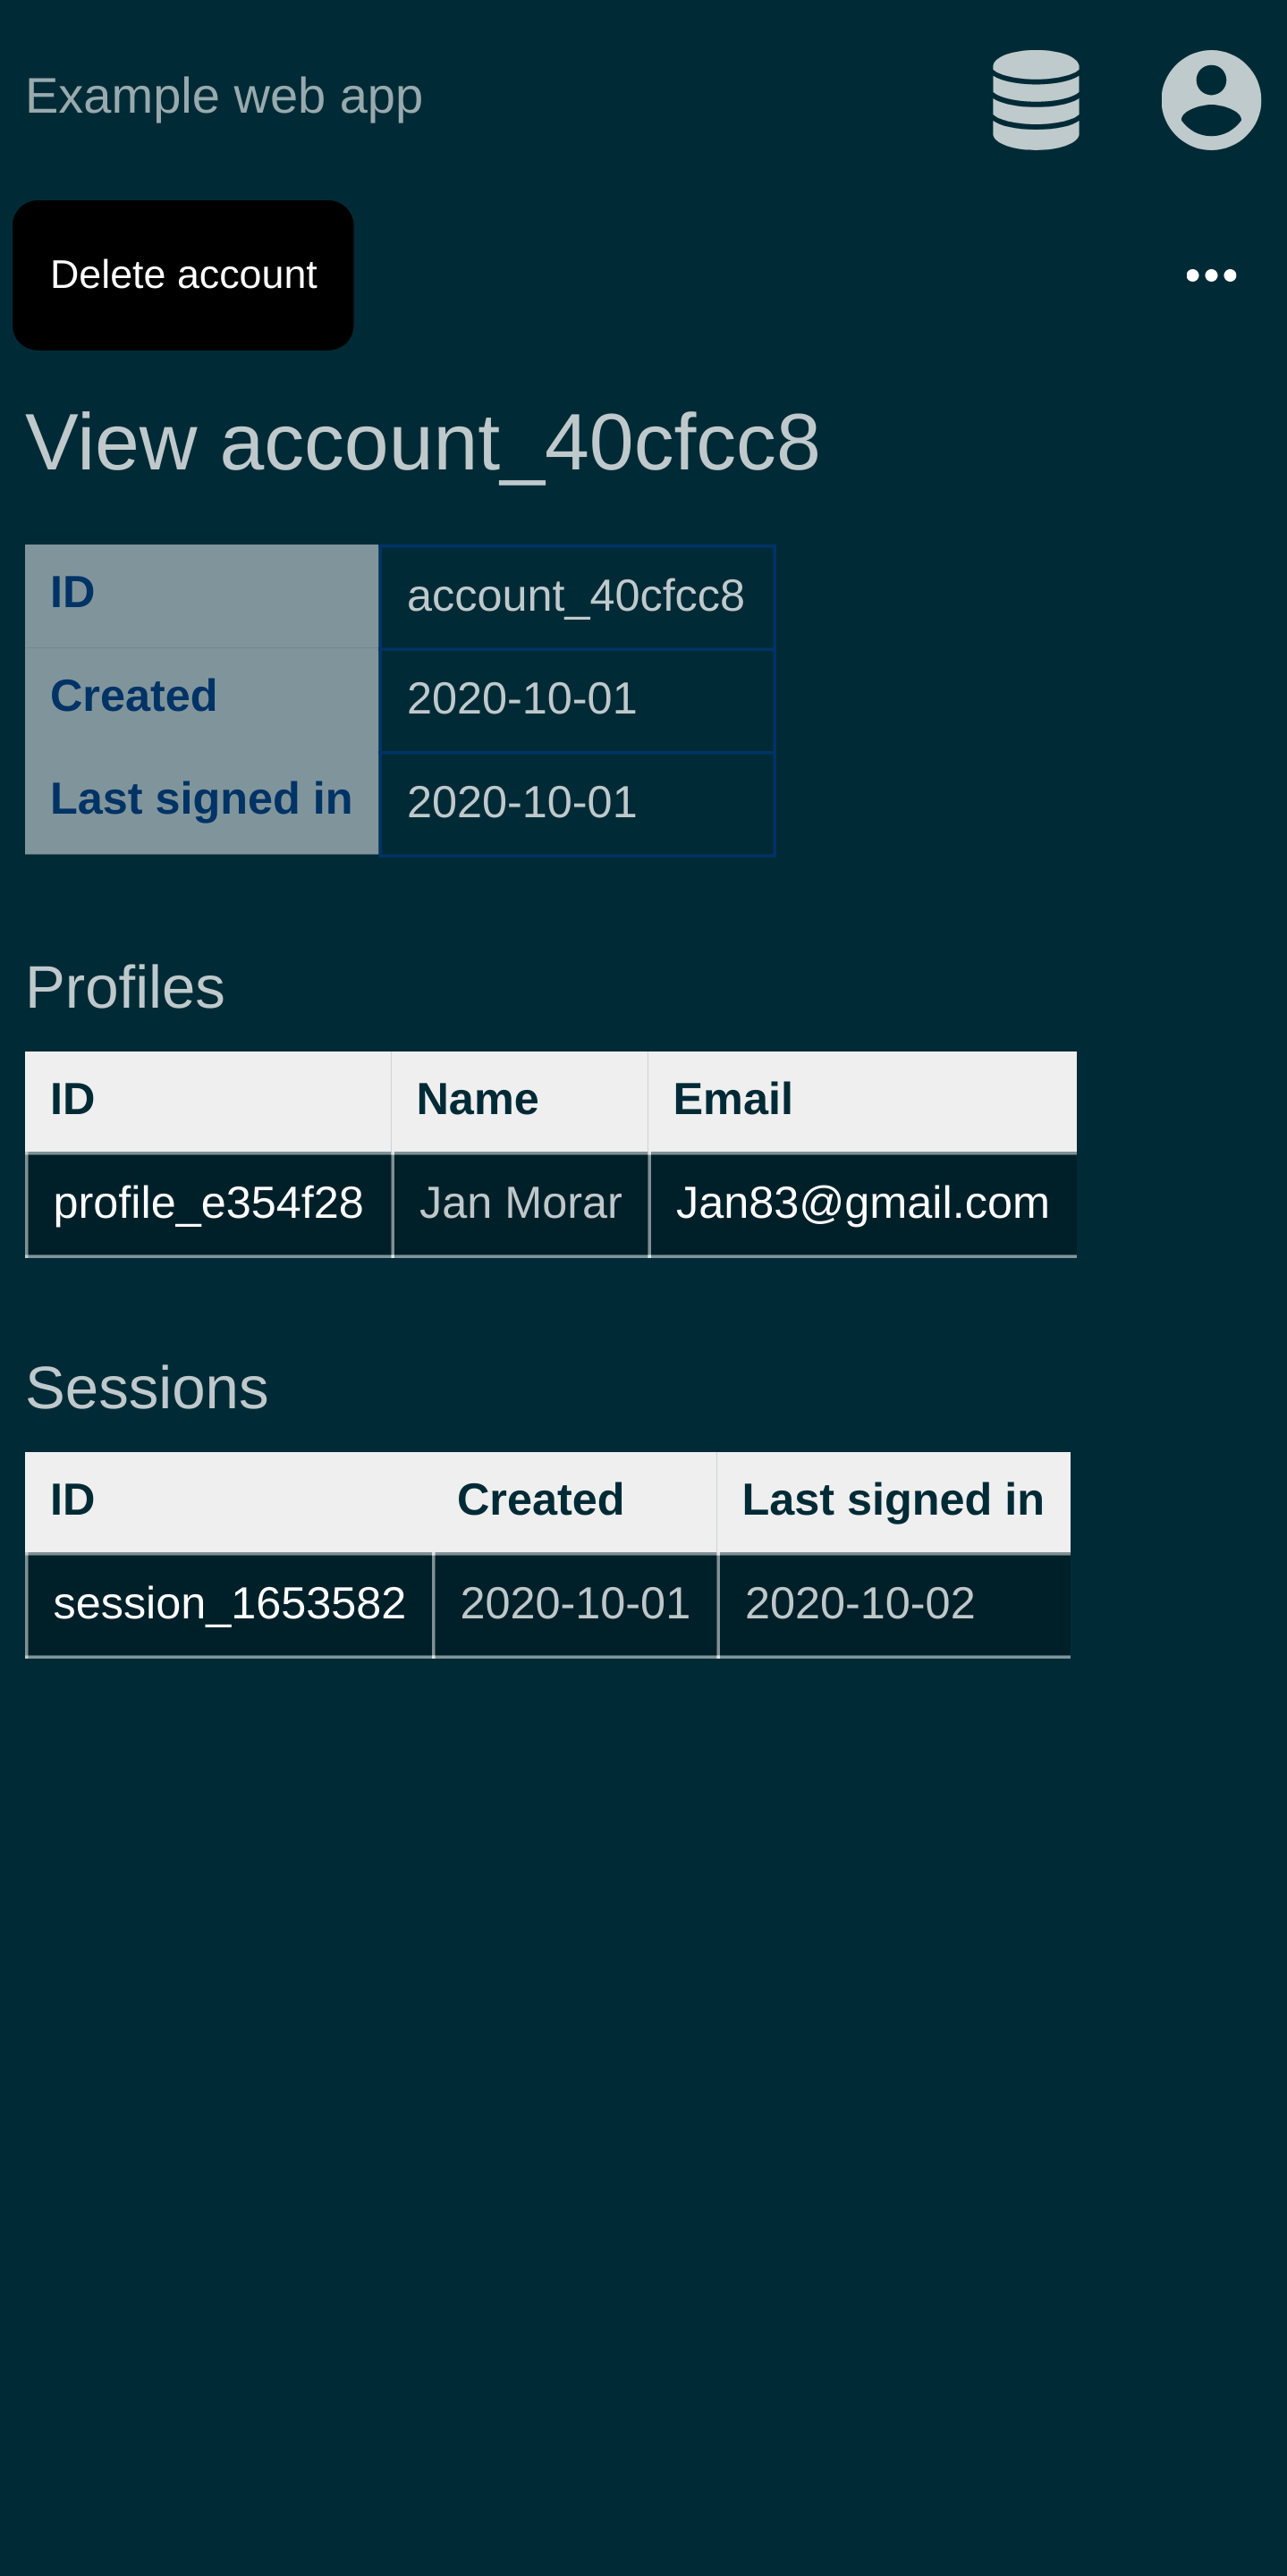 Example web app
Delete account
View account_40cfcc8
ID account_40cfcc8
Created 2020-10-01
Last signed in 2020-10-01
Profiles
ID Name Email
profile_e354f28 Jan Morar Jan83@gmail.com
Sessions
ID Created Last signed in
session_1653582 2020-10-01 2020-10-02